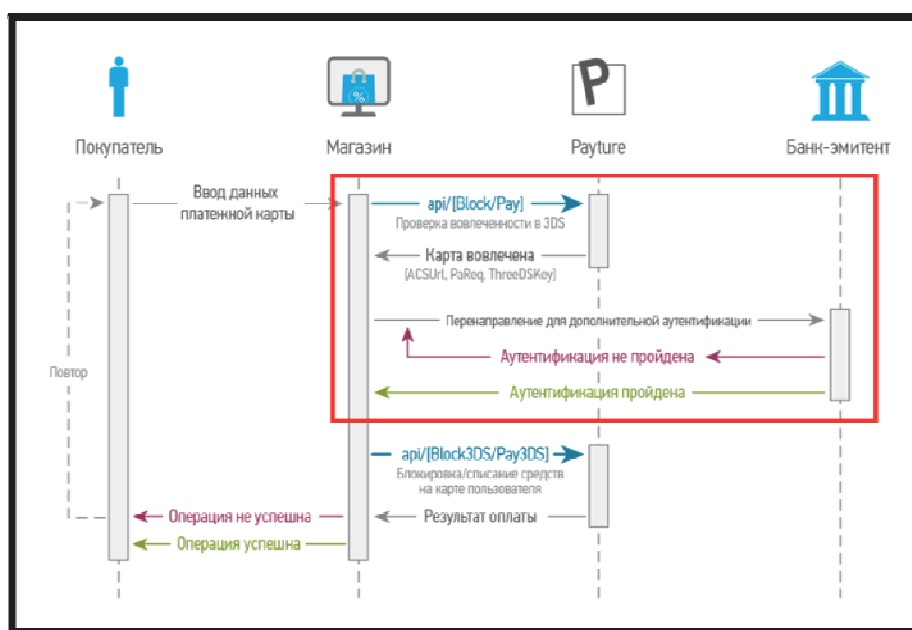 %
P
Покупатель
Магазин
Payture
Банк-эмитент
Ввод данных
платежной карты
api/[Block/Pay]
Проверка вовлеченности в 3DS
Карта вовлечена
[ACSUrl, PaReq, ThreeDSKey]
Перенаправление для дополнительной аутентификации
Аутентификация не пройдена
Повтор
Аутентификация пройдена
api/[Block3DS/Pay3DS]
Блокировка/списание средств
на карте пользователя
Операция не успешна
Результат оплаты
Операция успешна